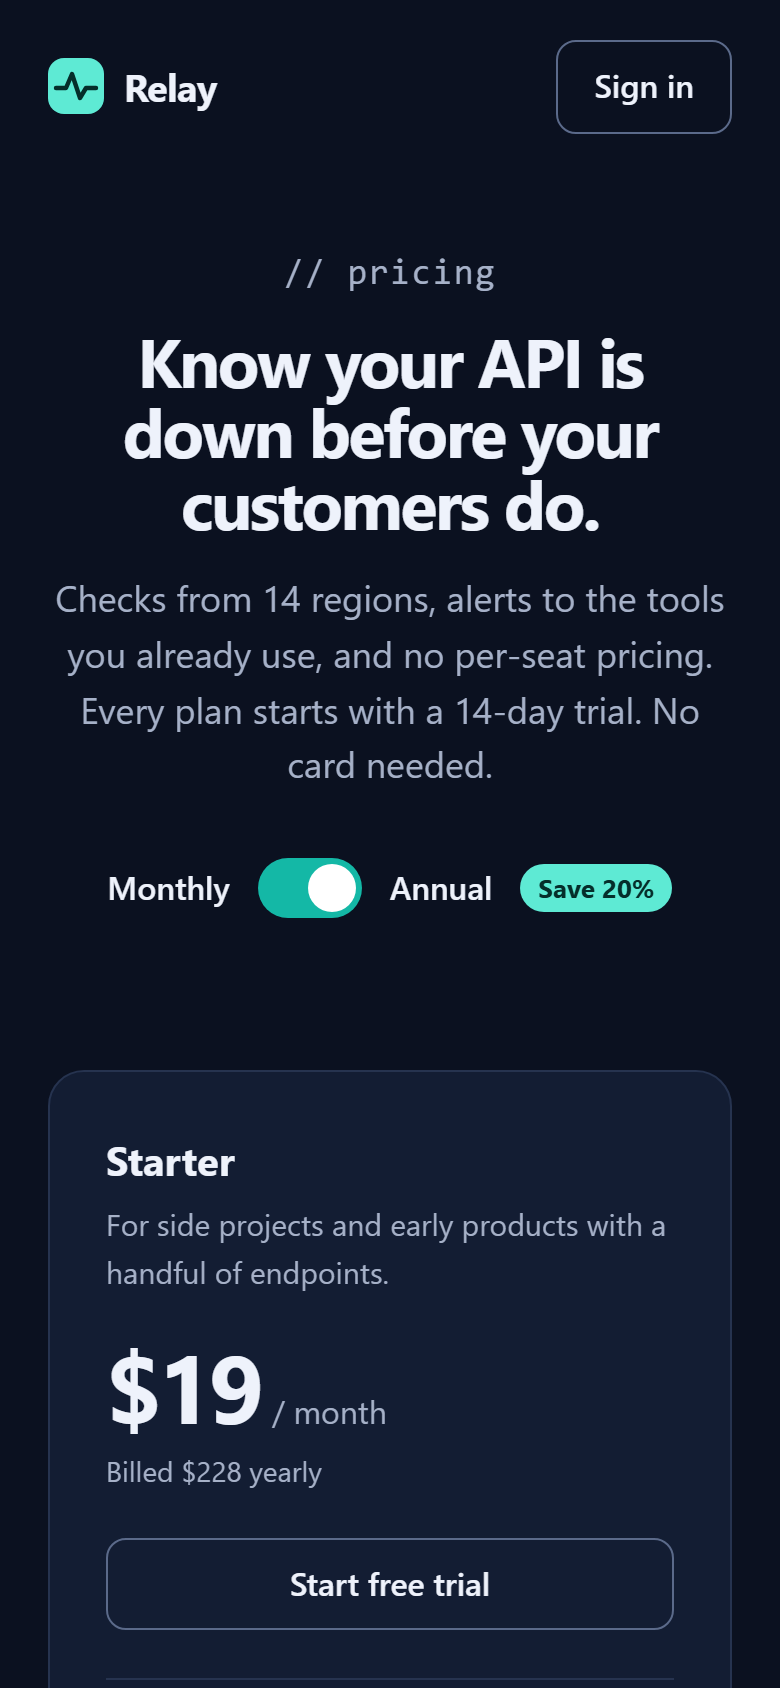 Relay
Sign in
// pricing
Know your API is
down before your
customers do.
Checks from 14 regions, alerts to the tools
you already use, and no per-seat pricing.
Every plan starts with a 14-day trial. No
card needed.
Monthly
Annual
Save 20%
Starter
For side projects and early products with a
handful of endpoints.
$19 / month
Billed $228 yearly
Start free trial